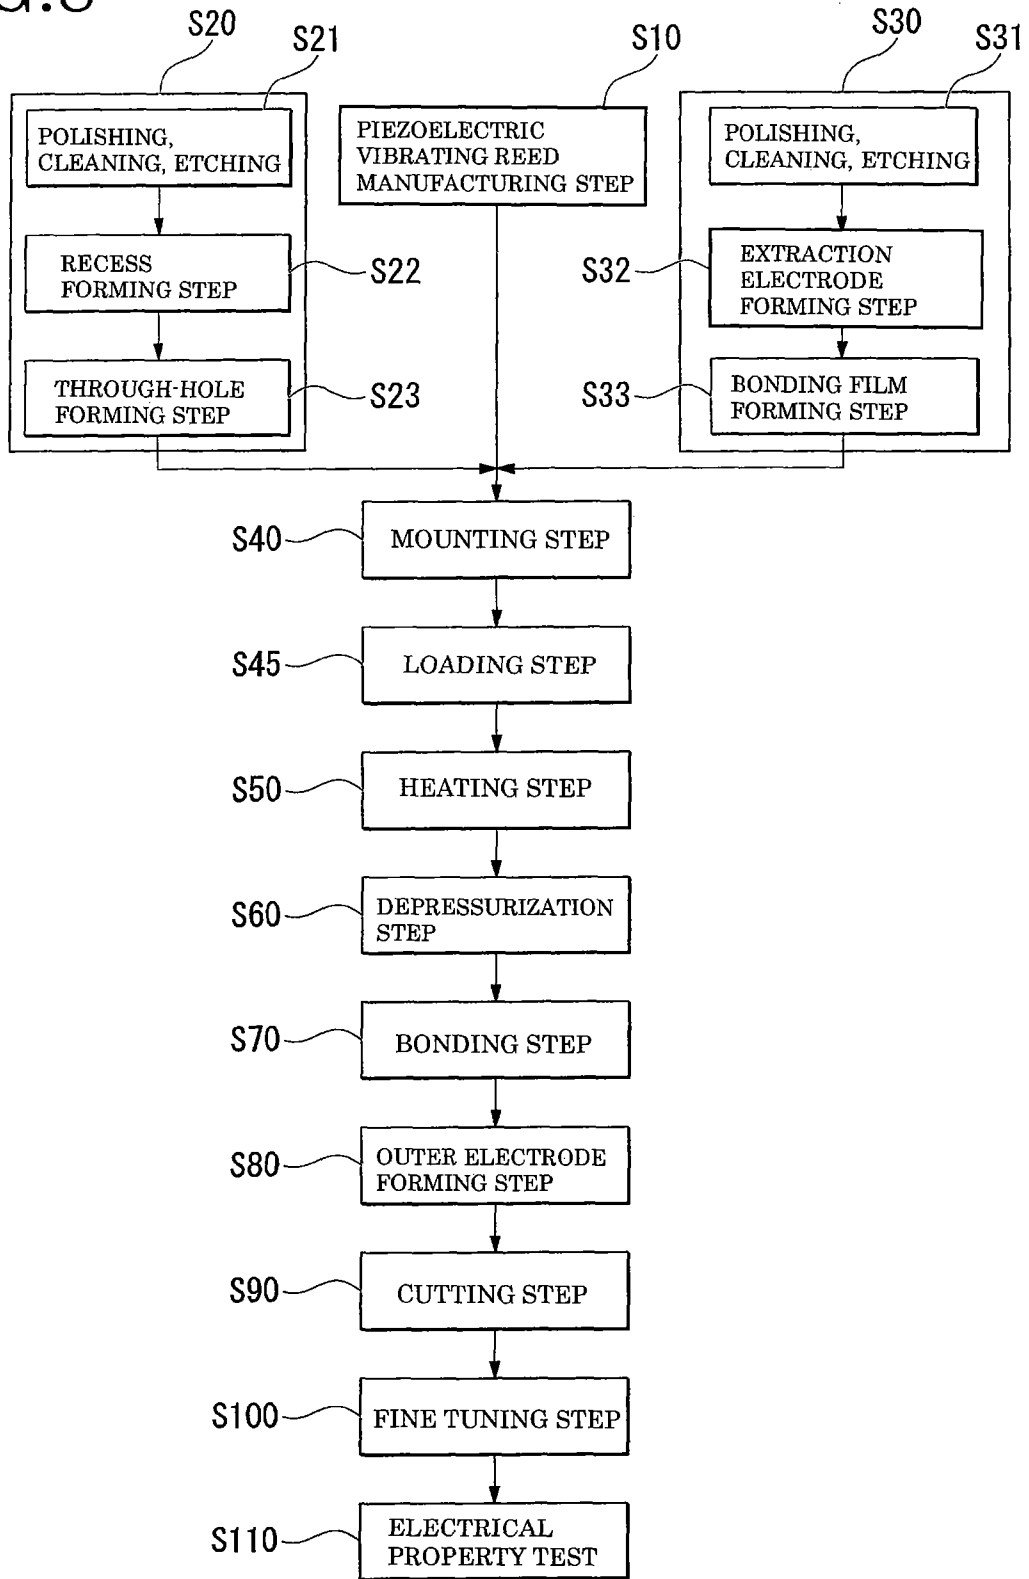 S20
S21
S10
S30
S31
POLISHING,
CLEANING, ETCHING
PIEZOELECTRIC
VIBRATING REED
MANUFACTURING STEP
POLISHING,
CLEANING, ETCHING
RECESS
FORMING STEP
S22
S32
EXTRACTION
ELECTRODE
FORMING STEP
THROUGH-HOLE
FORMING STEP
S23
S33
BONDING FILM
FORMING STEP
S40
MOUNTING STEP
S45
LOADING STEP
S50
HEATING STEP
S60
DEPRESSURIZATION
STEP
S70
BONDING STEP
S80
OUTER ELECTRODE
FORMING STEP
S90
CUTTING STEP
S100
FINE TUNING STEP
S110
ELECTRICAL
PROPERTY TEST